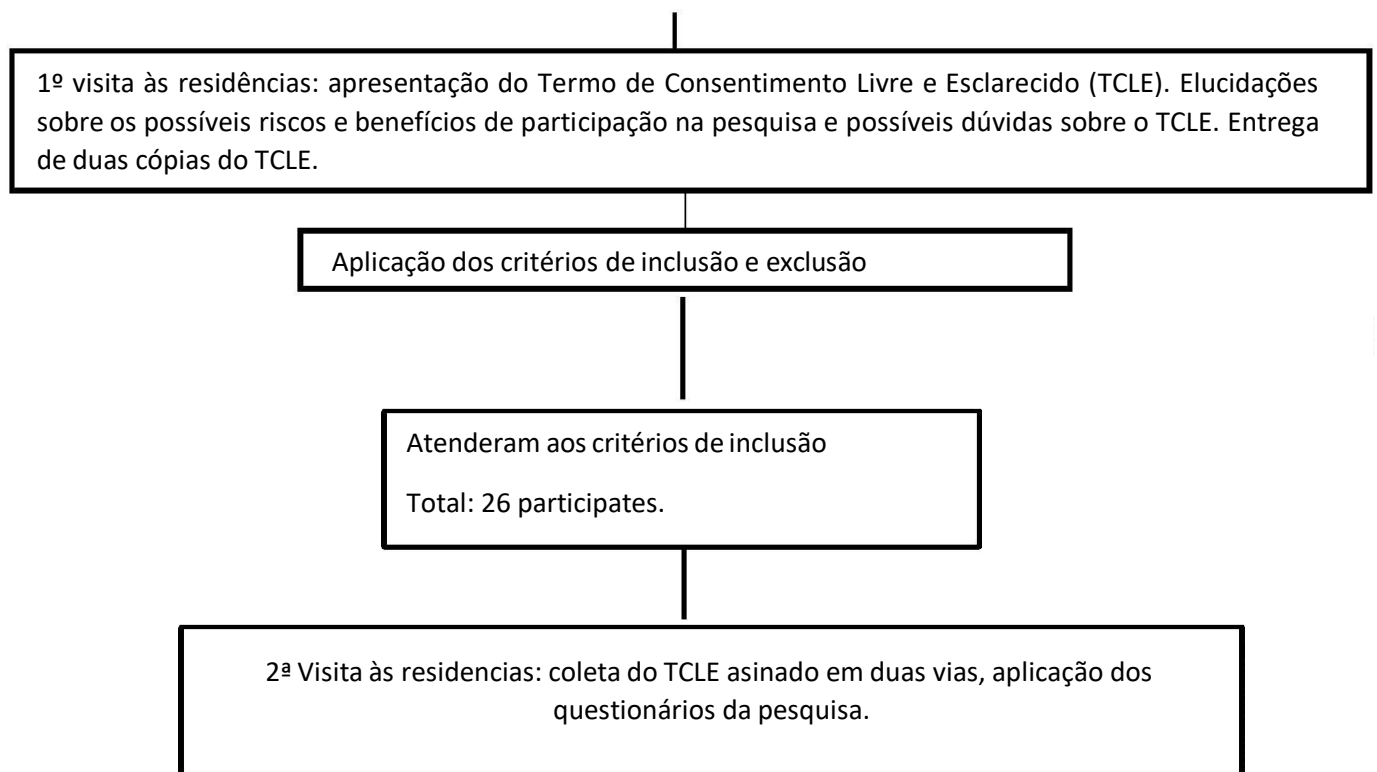 1º visita às residências: apresentação do Termo de Consentimento Livre e Esclarecido (TCLE). Elucidações
sobre os possíveis riscos e benefícios de participação na pesquisa e possíveis dúvidas sobre o TCLE. Entrega
de duas cópias do TCLE.
Aplicação dos critérios de inclusão e exclusão
Atenderam aos critérios de inclusão
Total: 26 participates.
2ª Visita às residencias: coleta do TCLE asinado em duas vias, aplicação dos
questionários da pesquisa.